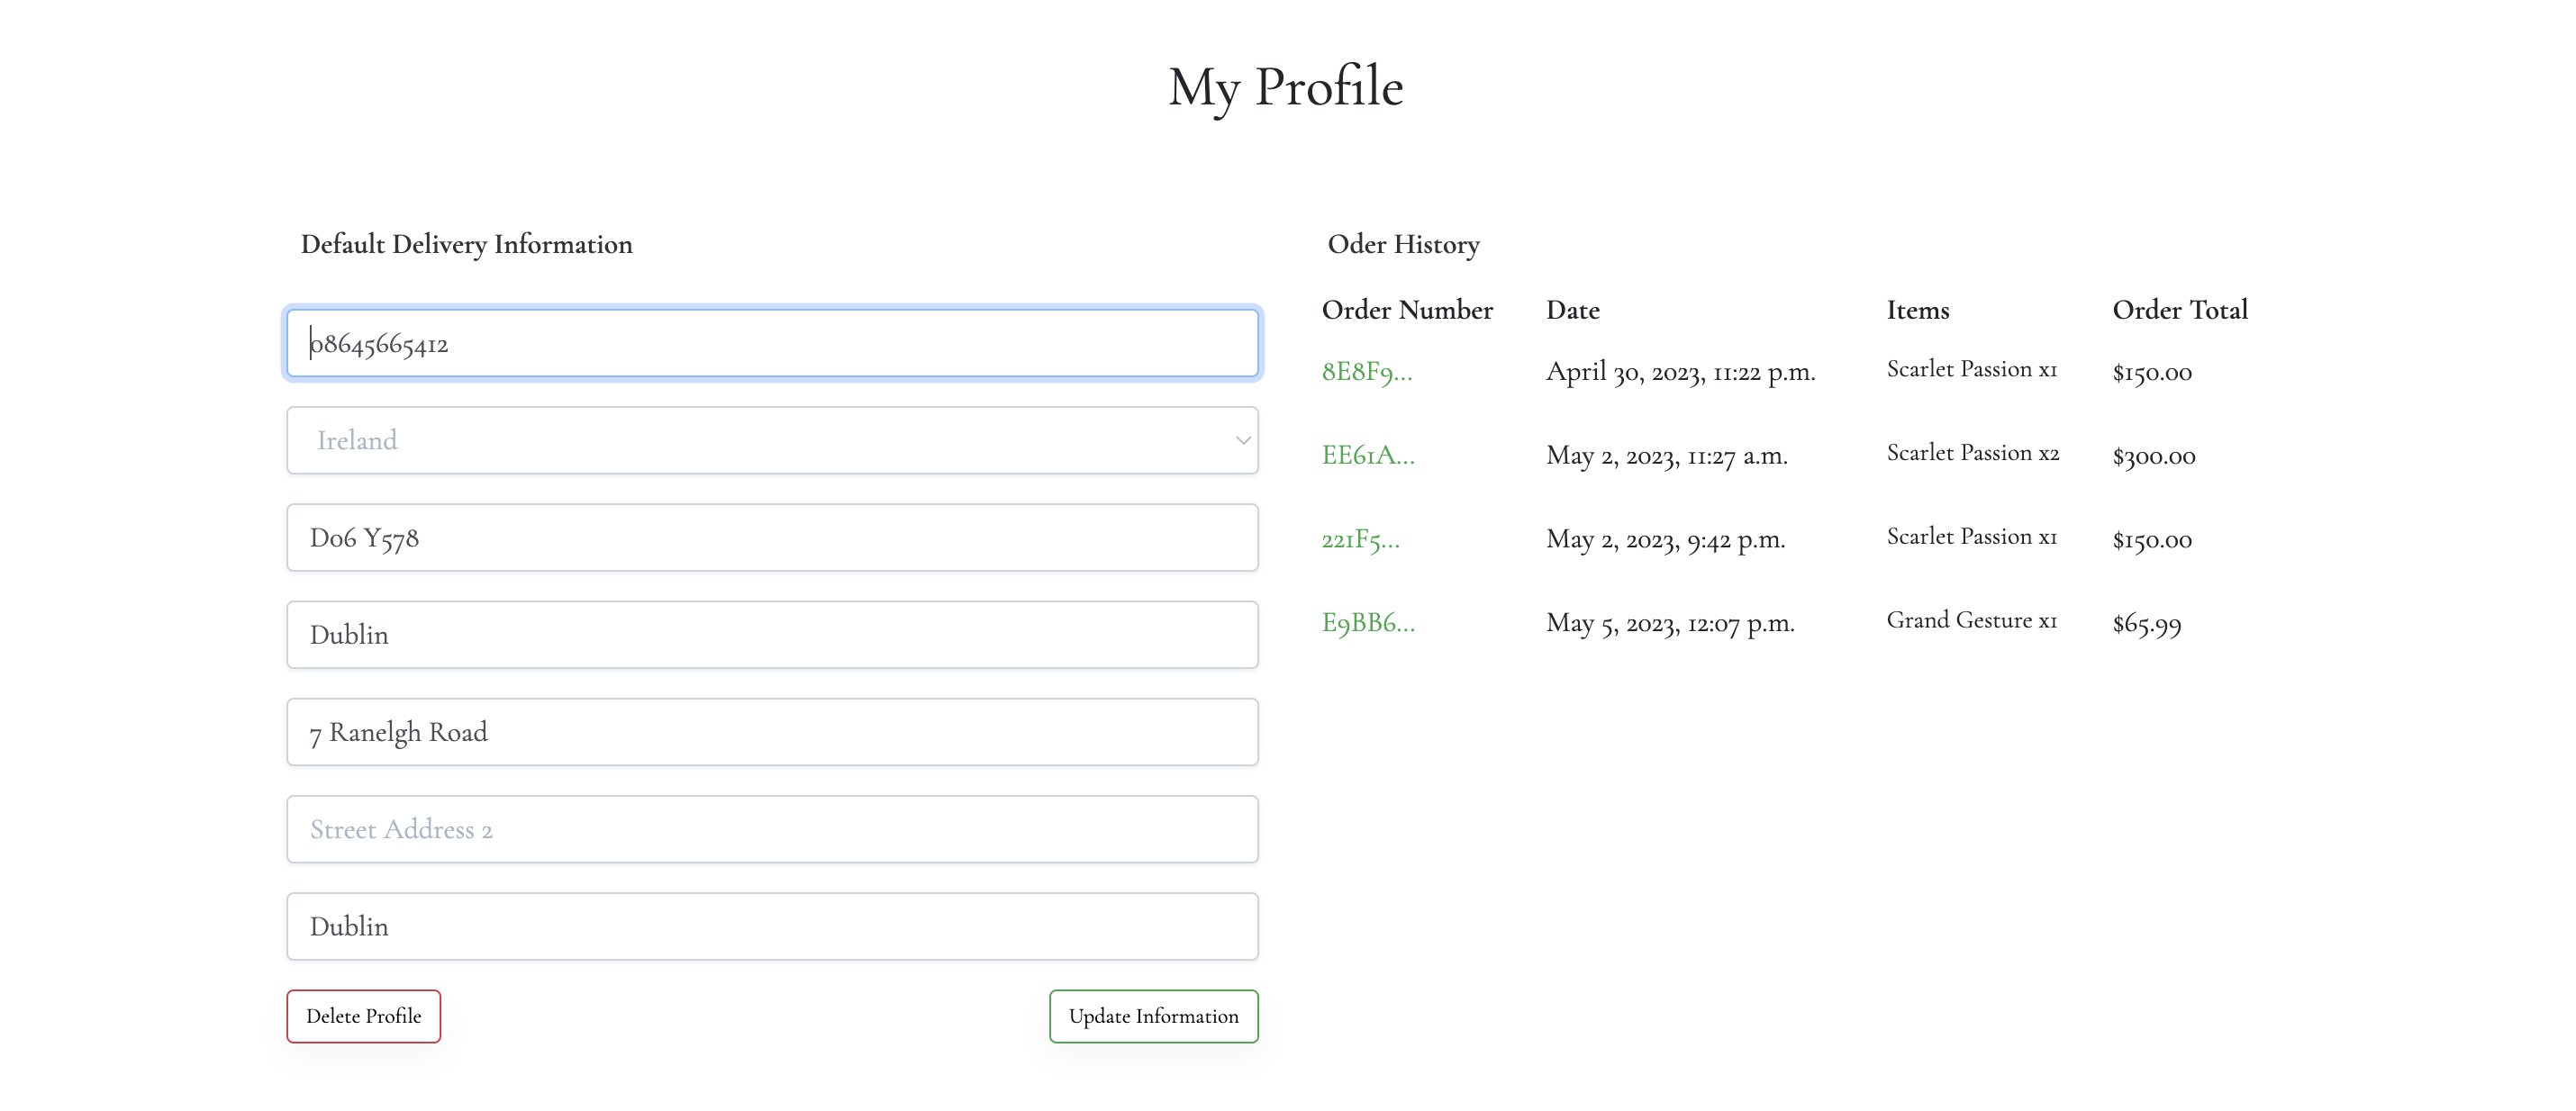 My Profile
Default Delivery Information
08645665412
Ireland
D06 Y578
Dublin
7 Ranelgh Road
Street Address 2
Dublin
Delete Profile
Update Information
Oder History
Order Number Date Items Order Total
8E8F9... April 30, 2023, 11:22 p.m. Scarlet Passion x1 $150.00
EE61A... May 2, 2023, 11:27 a.m. Scarlet Passion x2 $300.00
221F5... May 2, 2023, 9:42 p.m. Scarlet Passion x1 $150.00
E9BB6... May 5, 2023, 12:07 p.m. Grand Gesture x1 $65.99